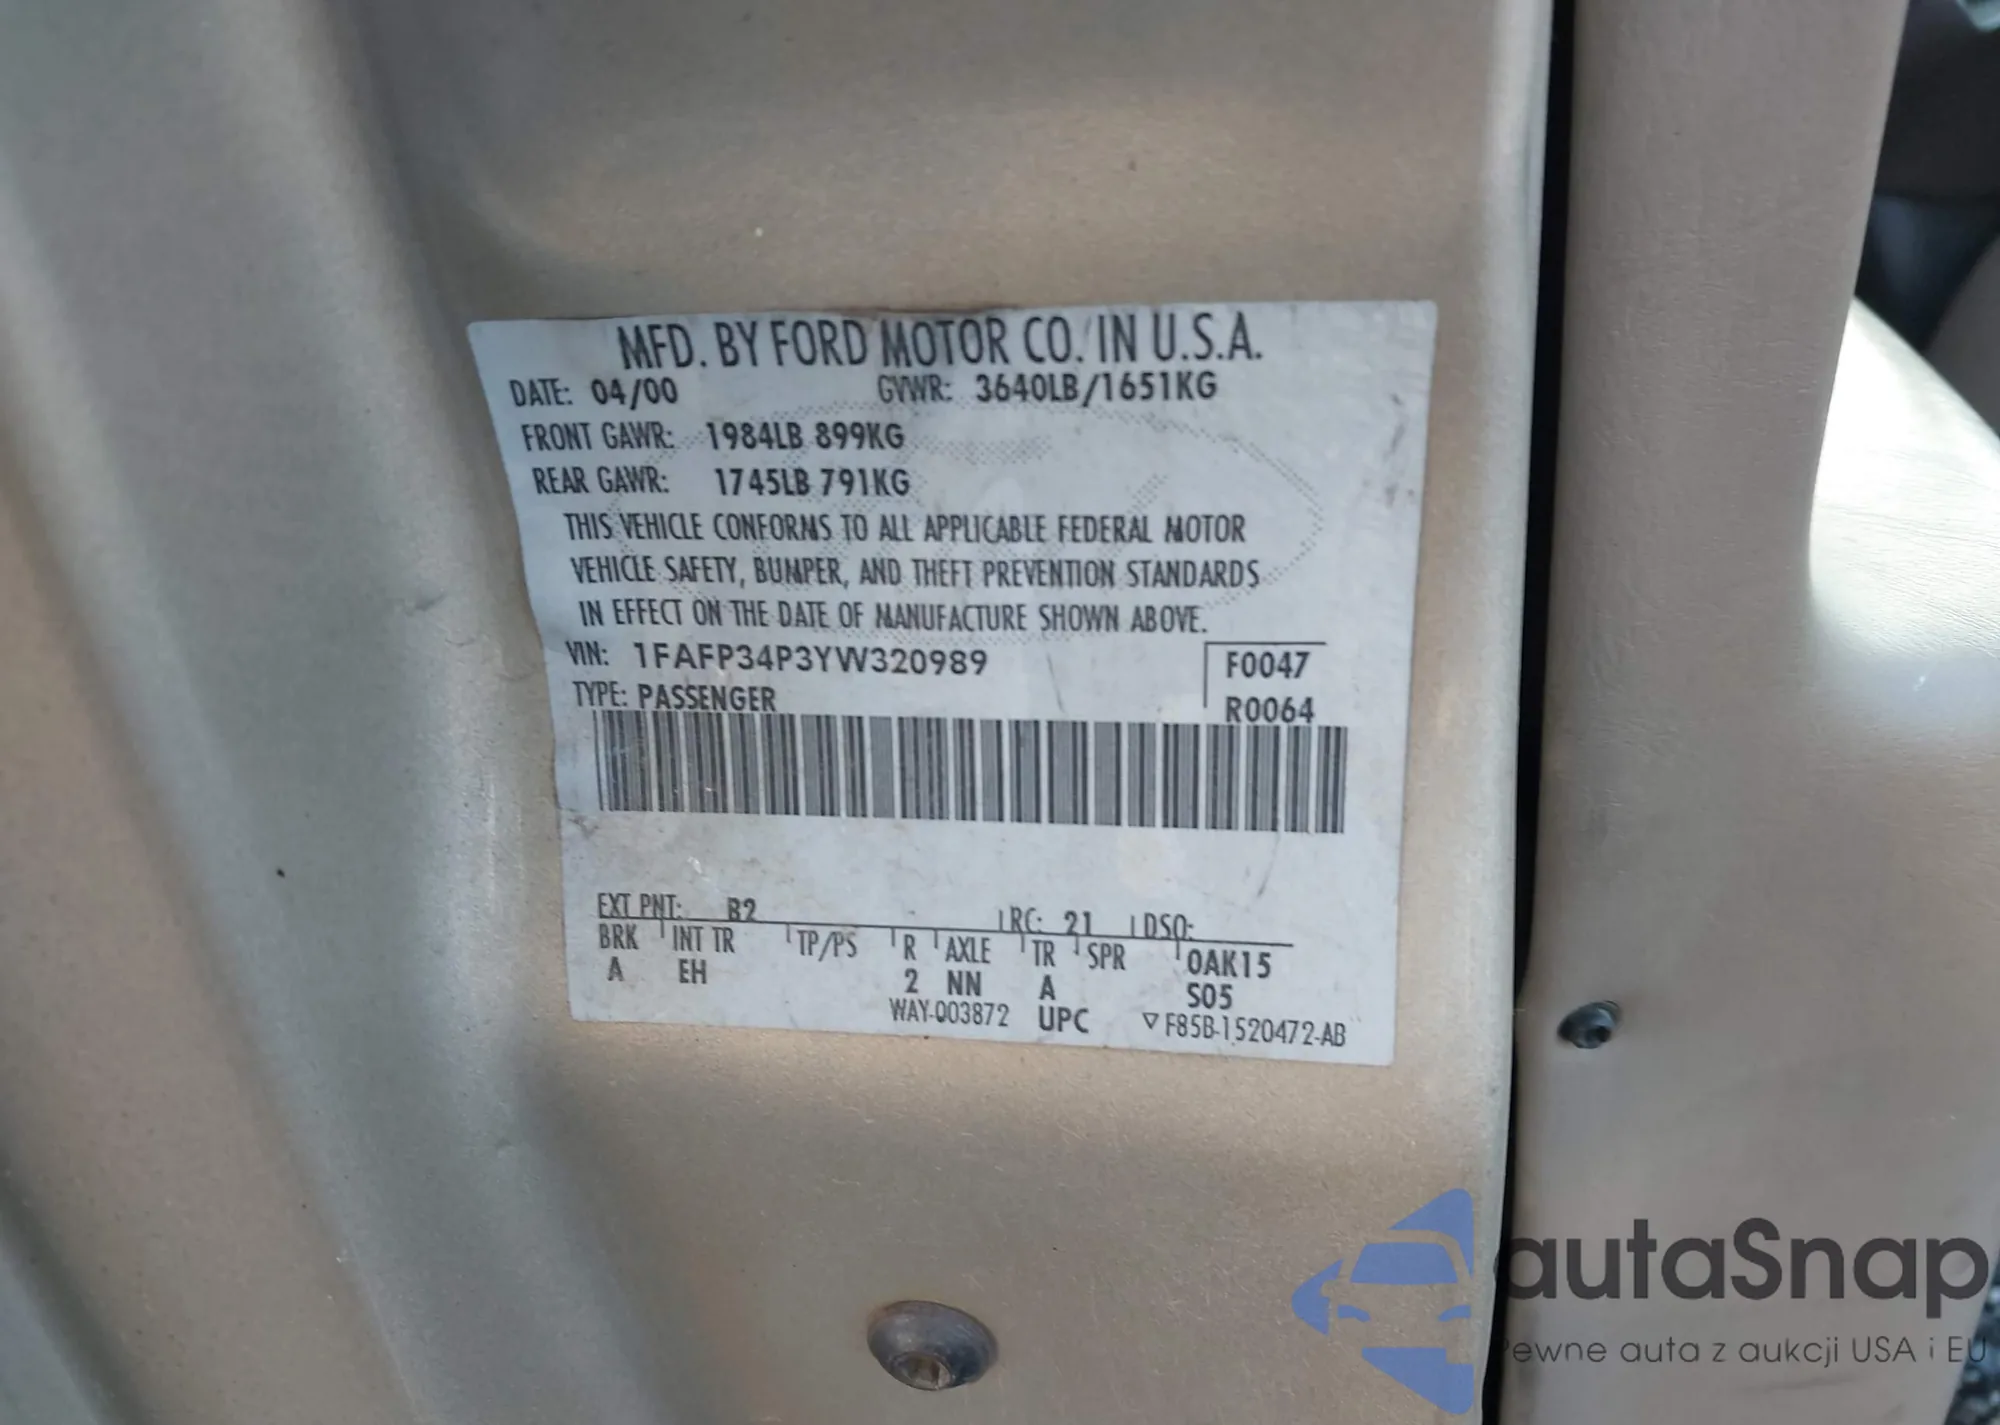 MFD. BY FORD MOTOR CO. IN U.S.A.
DATE: 04/00 GVWR: 3640LB/1651KG
FRONT GAWR: 1984LB 899KG
REAR GAWR: 1745LB 791KG
THIS VEHICLE CONFORMS TO ALL APPLICABLE FEDERAL MOTOR
VEHICLE SAFETY, BUMPER, AND THEFT PREVENTION STANDARDS
IN EFFECT ON THE DATE OF MANUFACTURE SHOWN ABOVE.
VIN: 1FAFP34P3YW320989 F0047
TYPE: PASSENGER R0064
EXT PNT: B2 RC: 21 DSO:
BRK INT TR TP/PS R AXLE TR SPR 0AK15
A EH 2 NN A S05
WAY-003872 UPC ▽F85B-1520472-AB
autaSnap
Pewne auta z aukcji USA i EU